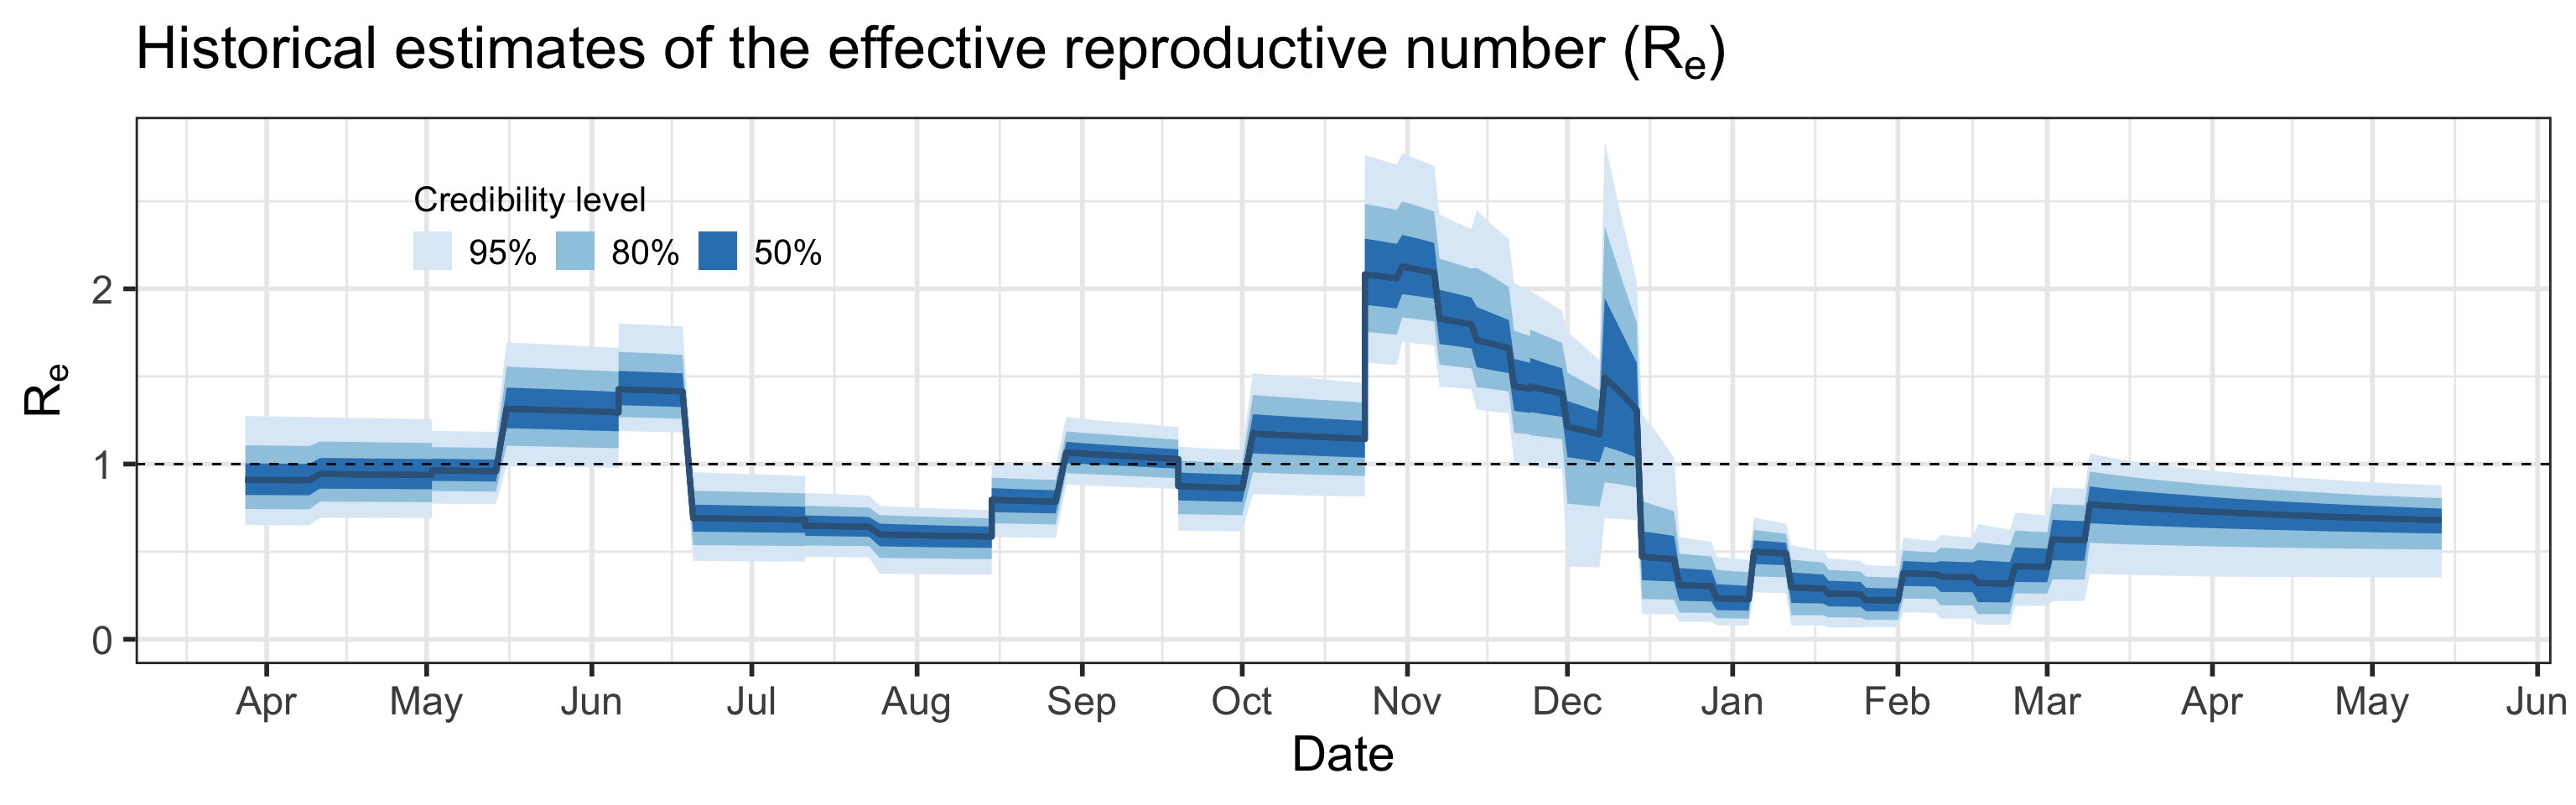 Historical estimates of the effective reproductive number (Re)
Credibility level
95% 80% 50%
2
1
0
Re
Apr May Jun Jul Aug Sep Oct Nov Dec Jan Feb Mar Apr May Jun
Date